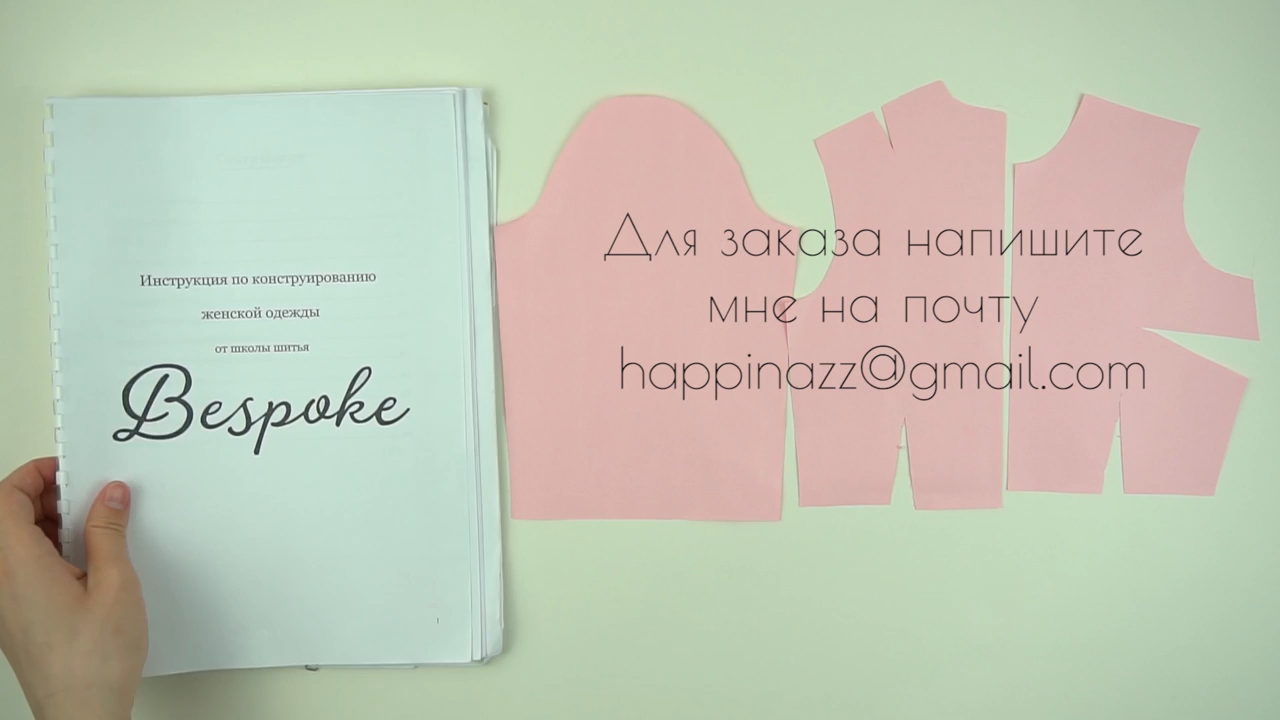 Инструкция по конструированию
женской одежды
от школы шитья
Bespoke
Для заказа напишите
мне на почту
happinazz@gmail.com